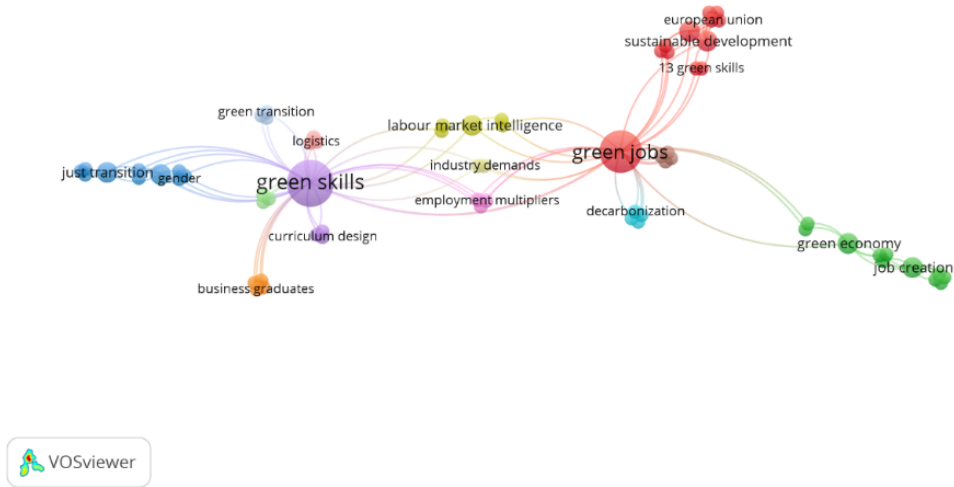 european union
sustainable development
13 green skills
green transition
labour market intelligence
logistics
green jobs
industry demands
just transition
gender
green skills
employment multipliers
decarbonization
curriculum design
green economy
job creation
business graduates
VOSviewer